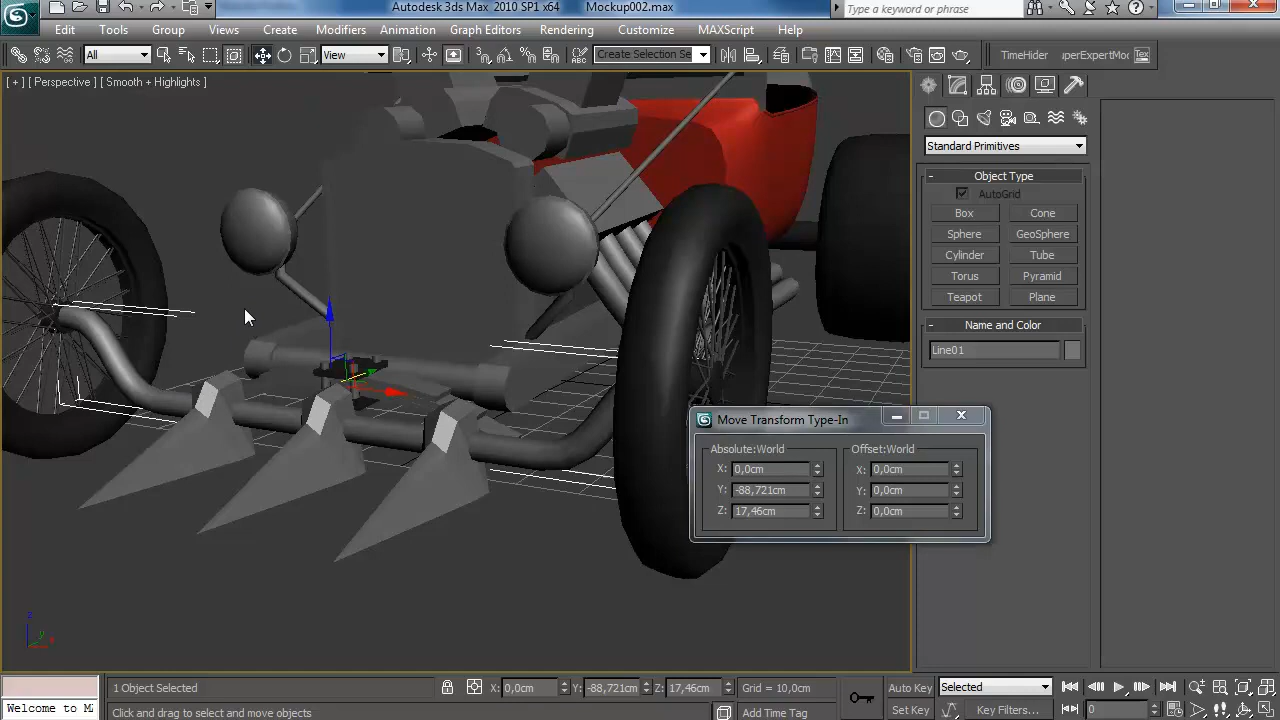 Autodesk 3ds Max 2010 SP1 x64 Mockup002.max Type a keyword or phrase
Edit Tools Group Views Create Modifiers Animation Graph Editors Rendering Customize MAXScript Help
All View Create Selection Se TimeHider perExpertMod Tex
[ + ] [ Perspective ] [ Smooth + Highlights ]
Standard Primitives
- Object Type
AutoGrid
Box Cone
Sphere GeoSphere
Cylinder Tube
Torus Pyramid
Teapot Plane
- Name and Color
Line01
Move Transform Type-In
Absolute:World Offset:World
X: 0,0cm X: 0,0cm
Y: -88,721cm Y: 0,0cm
Z: 17,46cm Z: 0,0cm
z
y
x
1 Object Selected X: 0,0cm Y: -88,721cm Z: 17,46cm Grid = 10,0cm Auto Key Selected
Welcome to MA Click and drag to select and move objects Add Time Tag Set Key Key Filters... 0